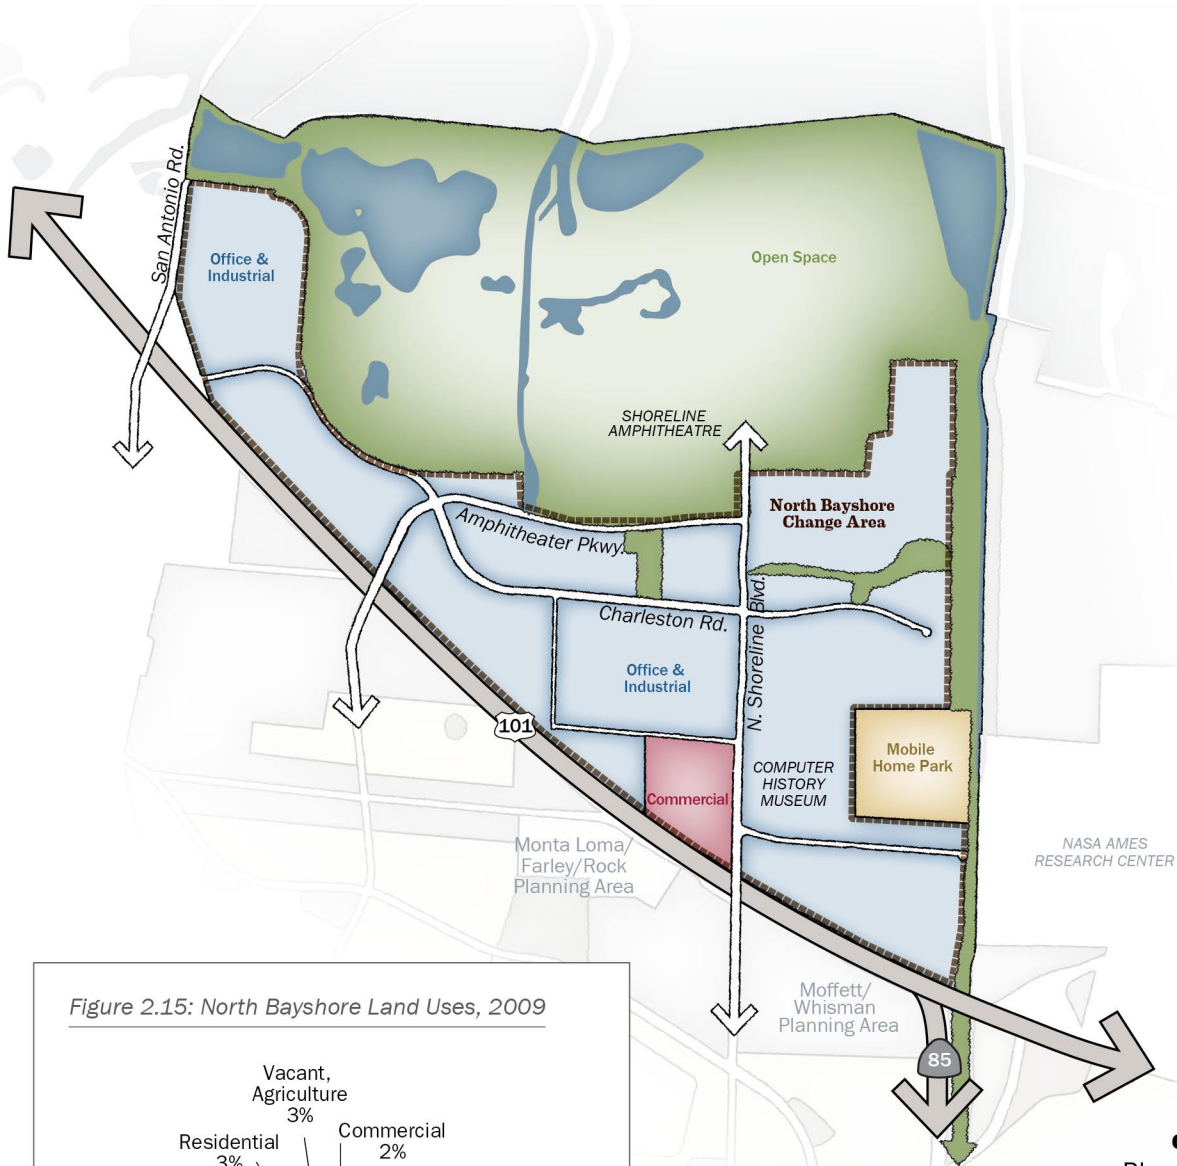 San Antonio Rd.
Office &
Industrial
Open Space
SHORELINE
AMPHITHEATRE
North Bayshore
Change Area
Amphitheater Pkwy.
Charleston Rd.
N. Shoreline Blvd.
Office &
Industrial
101
Mobile
Home Park
COMPUTER
HISTORY
MUSEUM
Commercial
Monta Loma/
Farley/Rock
Planning Area
NASA AMES
RESEARCH CENTER
Moffett/
Whisman
Planning Area
85
Figure 2.15: North Bayshore Land Uses, 2009
Vacant,
Agriculture
3%
Commercial
2%
Residential
3%